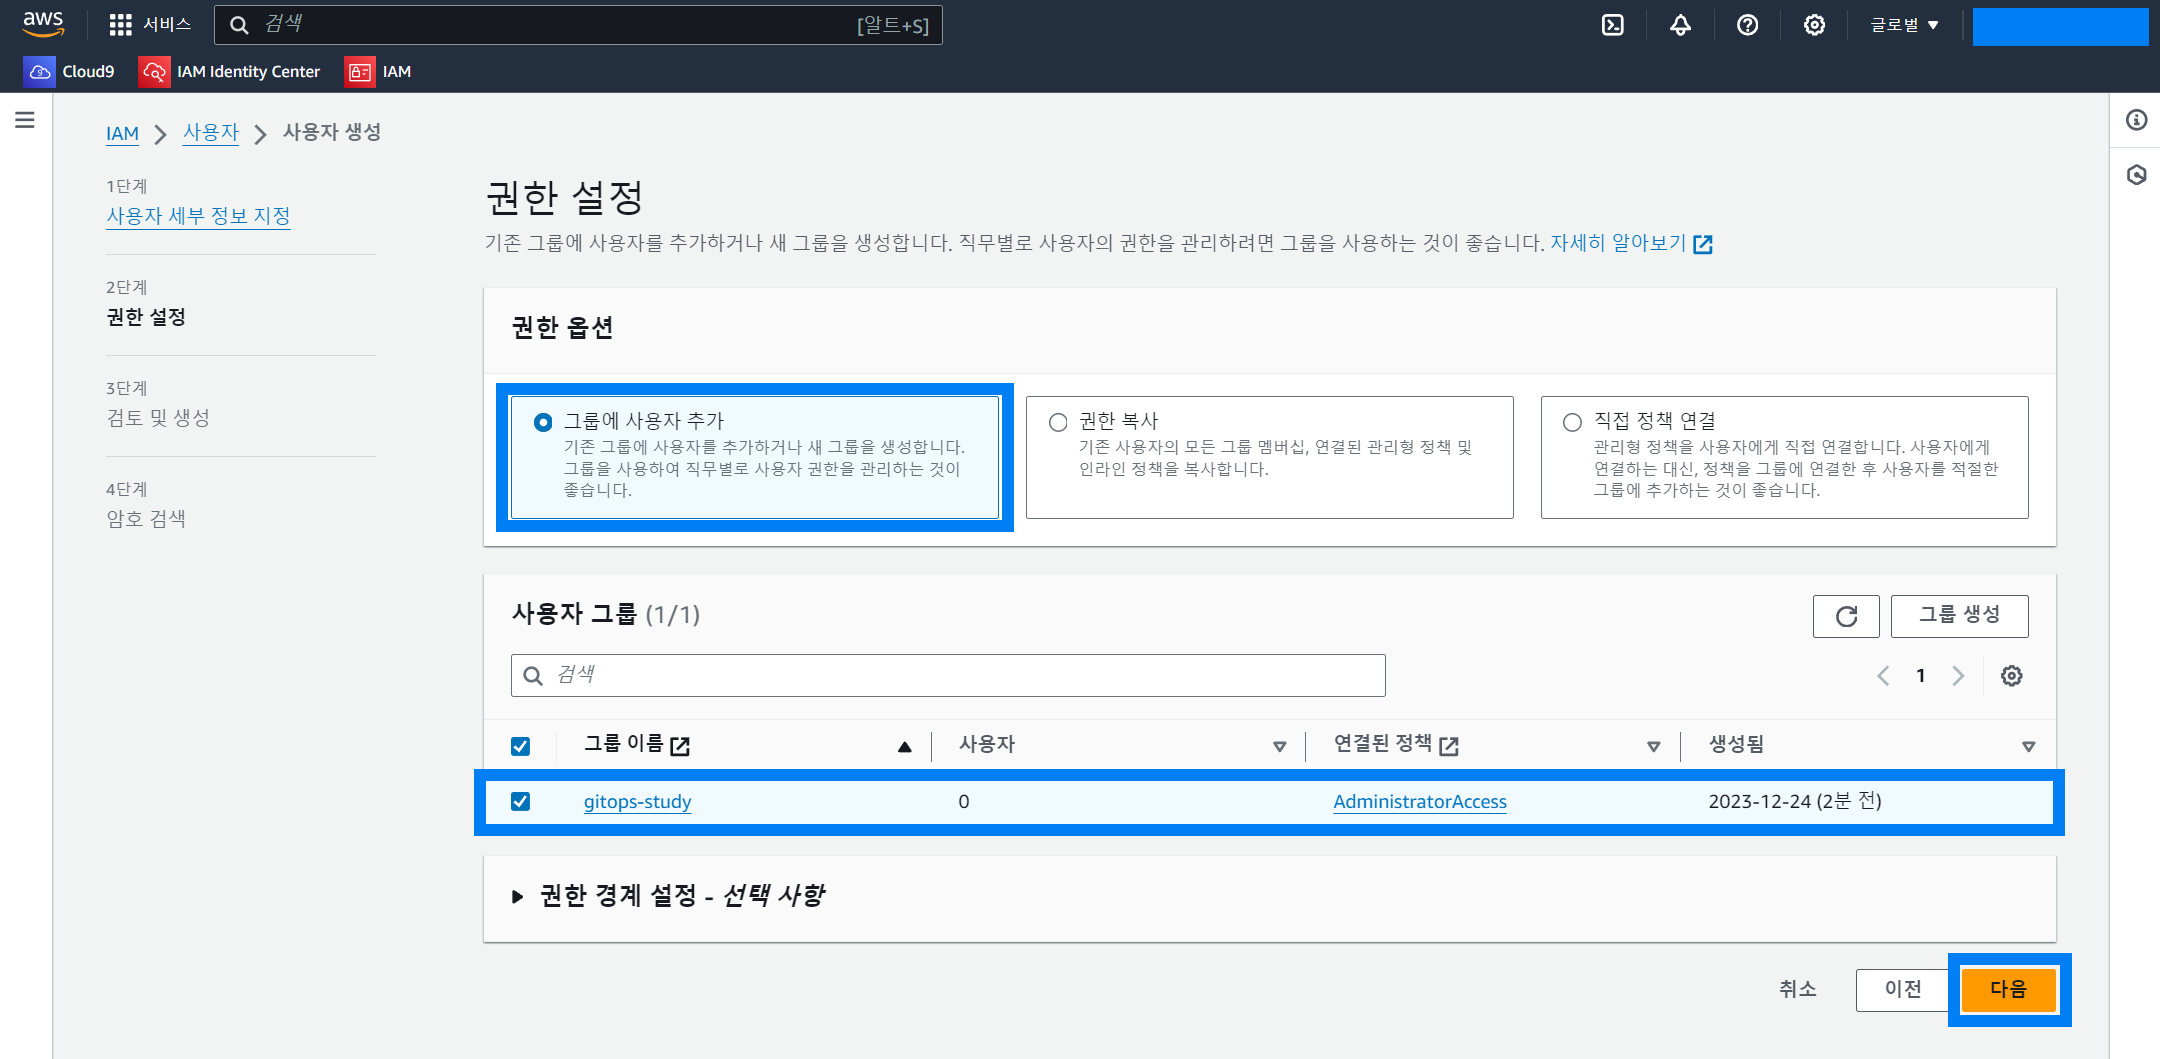 aws
서비스
검색
[알트+S]
글로벌
Cloud9
IAM Identity Center
IAM
IAM
사용자
사용자 생성
1단계
사용자 세부 정보 지정
2단계
권한 설정
3단계
검토 및 생성
4단계
암호 검색
권한 설정
기존 그룹에 사용자를 추가하거나 새 그룹을 생성합니다. 직무별로 사용자의 권한을 관리하려면 그룹을 사용하는 것이 좋습니다. 자세히 알아보기
권한 옵션
그룹에 사용자 추가
기존 그룹에 사용자를 추가하거나 새 그룹을 생성합니다.
그룹을 사용하여 직무별로 사용자 권한을 관리하는 것이
좋습니다.
권한 복사
기존 사용자의 모든 그룹 멤버십, 연결된 관리형 정책 및
인라인 정책을 복사합니다.
직접 정책 연결
관리형 정책을 사용자에게 직접 연결합니다. 사용자에게
연결하는 대신, 정책을 그룹에 연결한 후 사용자를 적절한
그룹에 추가하는 것이 좋습니다.
사용자 그룹 (1/1)
그룹 생성
검색
1
그룹 이름
사용자
연결된 정책
생성됨
gitops-study
0
AdministratorAccess
2023-12-24 (2분 전)
권한 경계 설정 - 선택 사항
취소
이전
다음